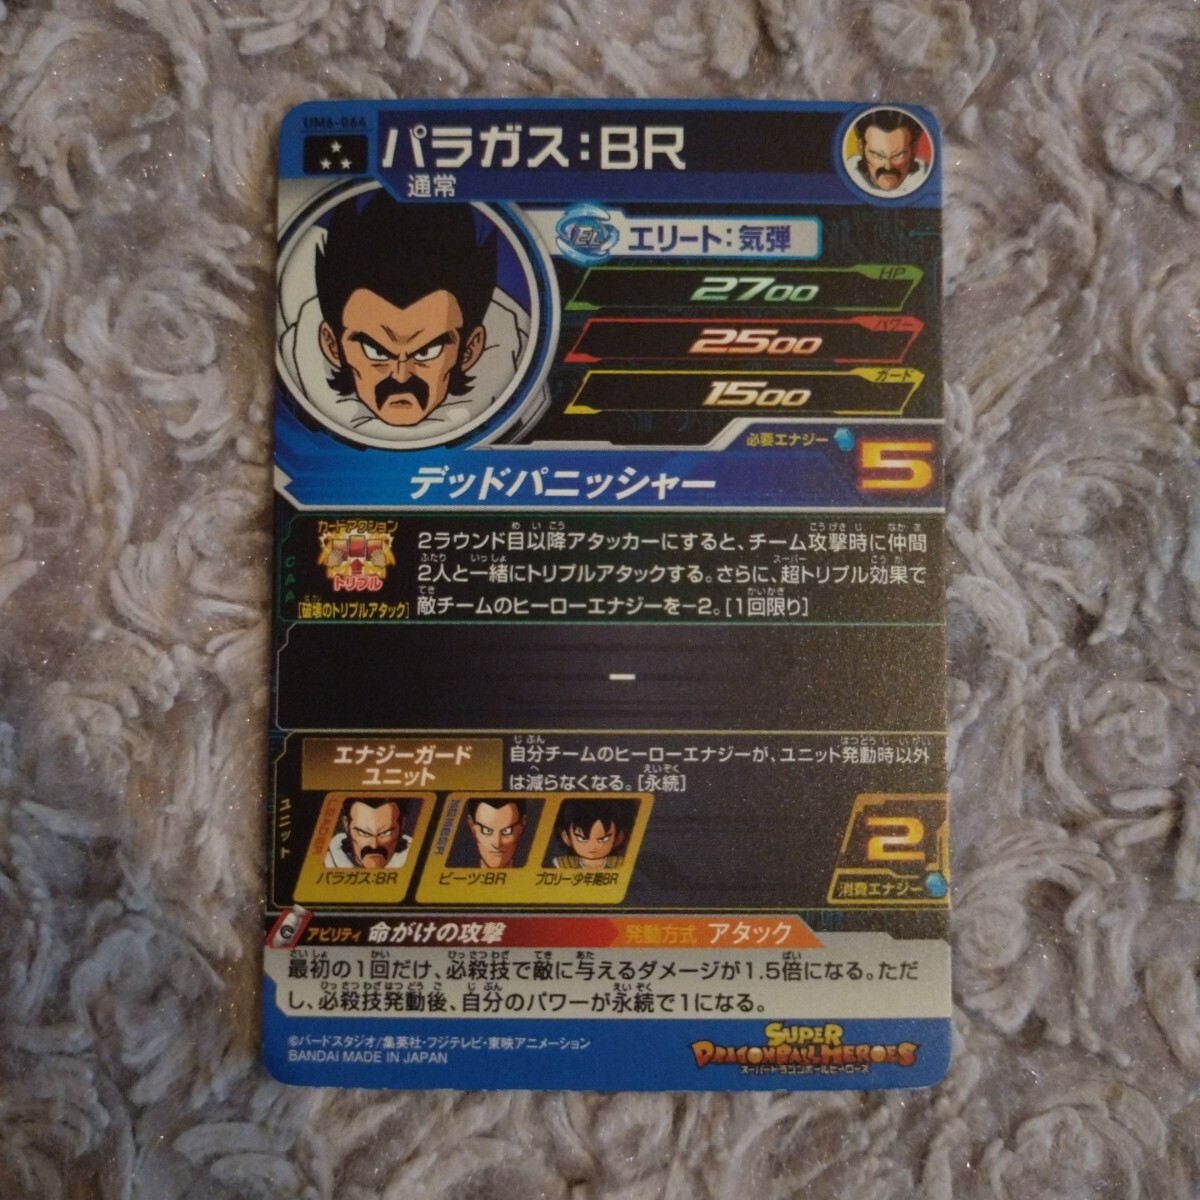 UM6-064
パラガス:BR
通常
エリート:気弾
HP
2700
パワー
2500
ガード
1500
必要エナジー
5
デッドパニッシャー
CAA
カードアクション
トリプル
[破壊のトリプルアタック]
2ラウンド目以降アタッカーにすると、チーム攻撃時に仲間
2人と一緒にトリプルアタックする。さらに、超トリプル効果で
敵チームのヒーローエナジーを−2。[1回限り]
−
ユニット
エナジーガード
ユニット
自分チームのヒーローエナジーが、ユニット発動時以外
は減らなくなる。[永続]
LEADER
パラガス:BR
MEMBER
ビーツ:BR
ブロリー:少年期BR
2
消費エナジー
アビリティ 命がけの攻撃
発動方式 アタック
最初の1回だけ、必殺技で敵に与えるダメージが1.5倍になる。ただ
し、必殺技発動後、自分のパワーが永続で1になる。
©バードスタジオ/集英社・フジテレビ・東映アニメーション
BANDAI MADE IN JAPAN
SUPER
DRAGONBALL HEROES
スーパードラゴンボールヒーローズ